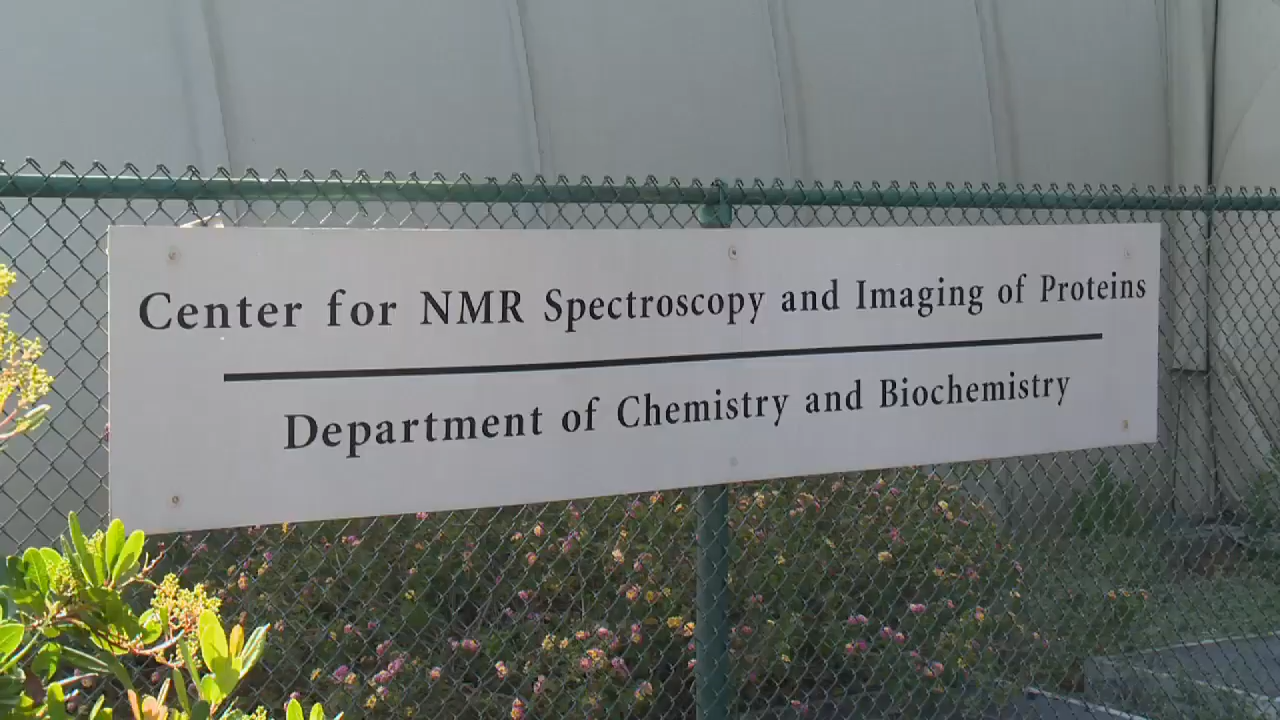 Center for NMR Spectroscopy and Imaging of Proteins
Department of Chemistry and Biochemistry